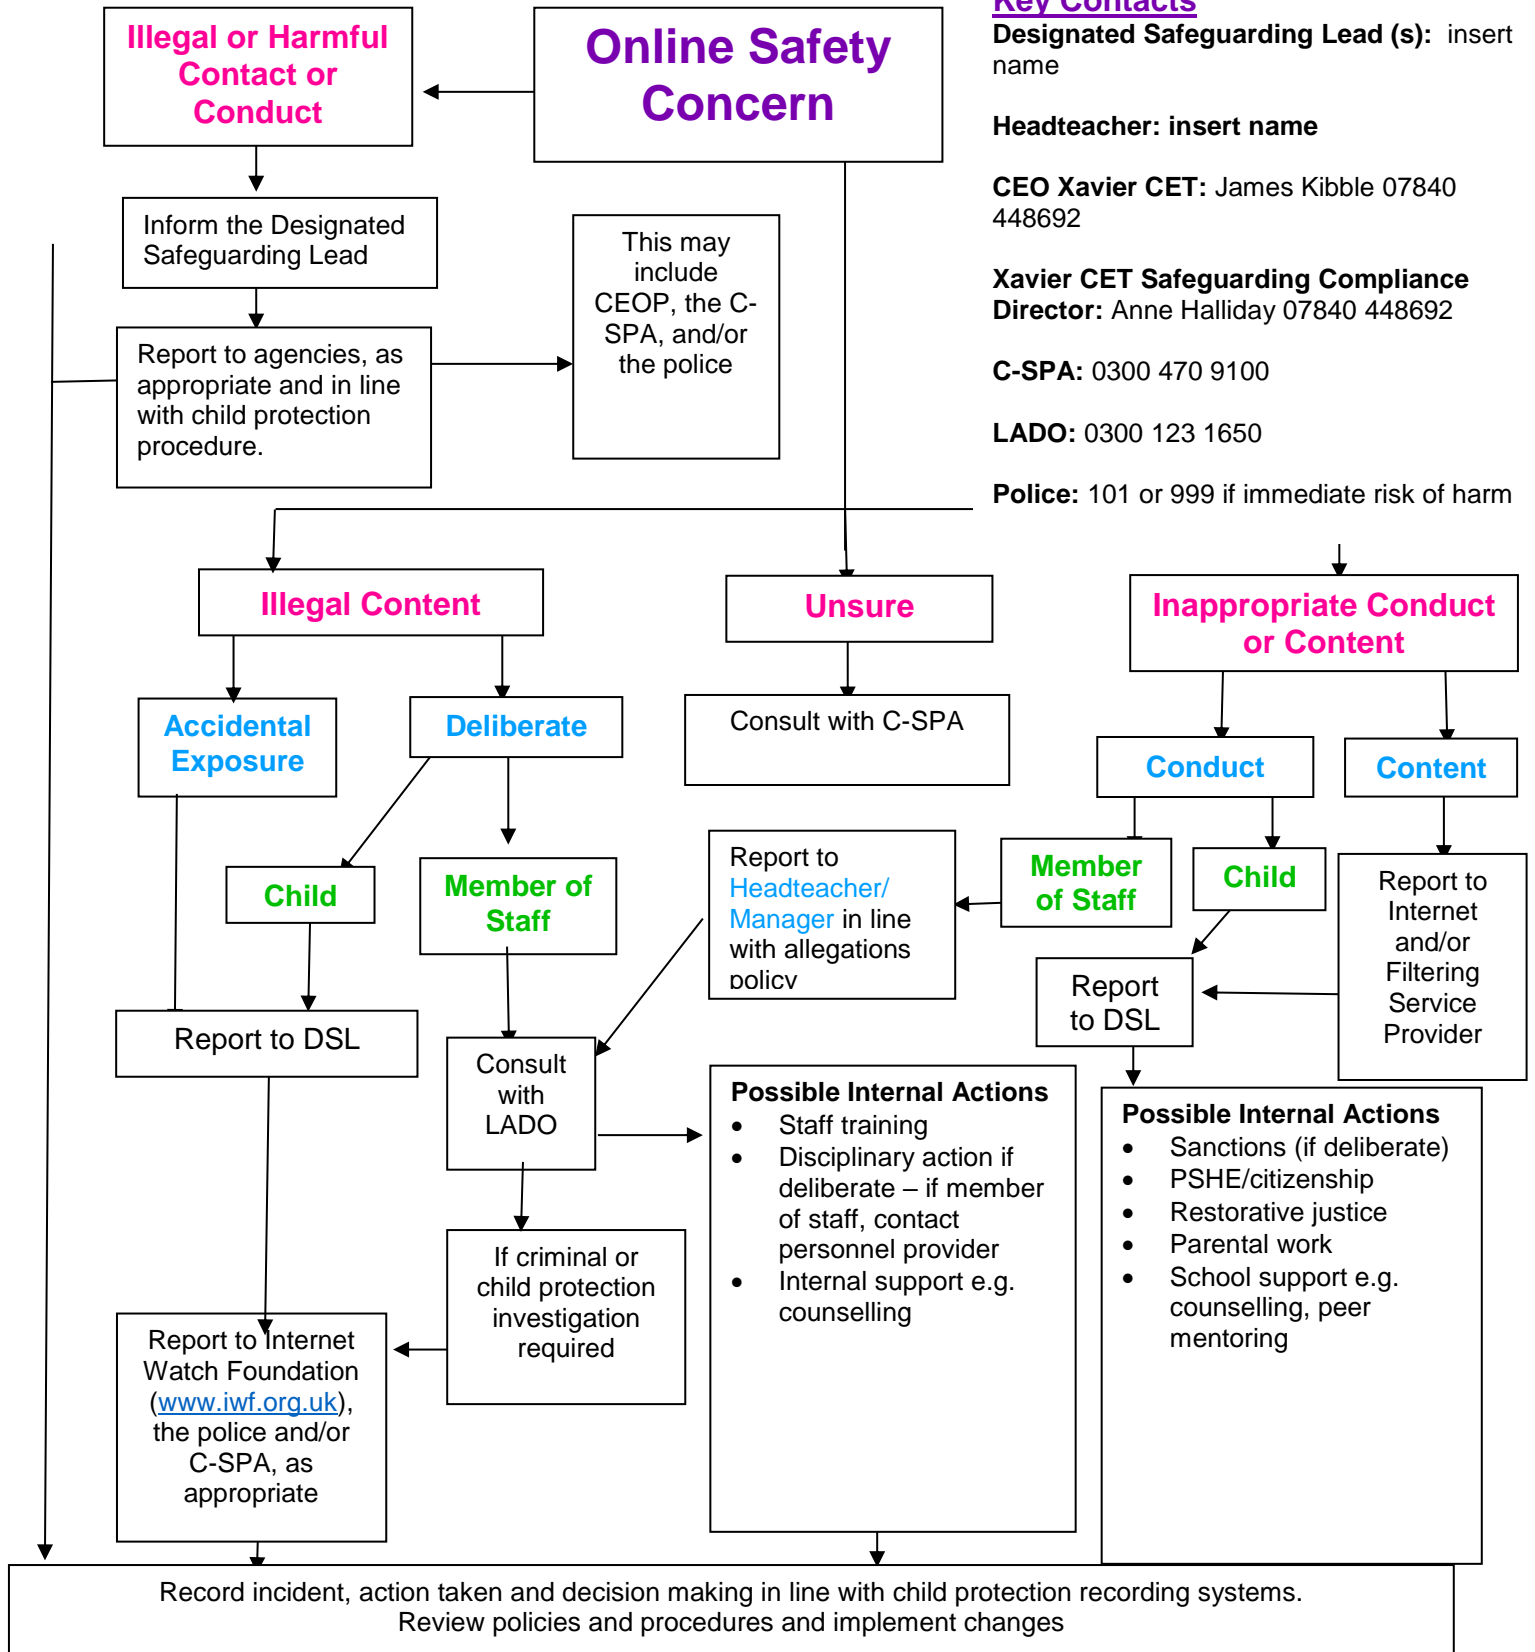 Illegal or Harmful
Contact or
Conduct
Online Safety
Concern
Key Contacts
Designated Safeguarding Lead (s): insert
name
Headteacher: insert name
CEO Xavier CET: James Kibble 07840
448692
Xavier CET Safeguarding Compliance
Director: Anne Halliday 07840 448692
C-SPA: 0300 470 9100
LADO: 0300 123 1650
Police: 101 or 999 if immediate risk of harm
Inform the Designated
Safeguarding Lead
This may
include
CEOP, the C-
SPA, and/or
the police
Report to agencies, as
appropriate and in line
with child protection
procedure.
Illegal Content
Unsure
Inappropriate Conduct
or Content
Accidental
Exposure
Deliberate
Consult with C-SPA
Conduct
Content
Child
Member of
Staff
Report to
Headteacher/
Manager in line
with allegations
policy
Member
of Staff
Child
Report to
Internet
and/or
Filtering
Service
Provider
Report to DSL
Consult
with
LADO
Report
to DSL
Possible Internal Actions
• Staff training
• Disciplinary action if
deliberate – if member
of staff, contact
personnel provider
• Internal support e.g.
counselling
Possible Internal Actions
• Sanctions (if deliberate)
• PSHE/citizenship
• Restorative justice
• Parental work
• School support e.g.
counselling, peer
mentoring
If criminal or
child protection
investigation
required
Report to Internet
Watch Foundation
(www.iwf.org.uk),
the police and/or
C-SPA, as
appropriate
Record incident, action taken and decision making in line with child protection recording systems.
Review policies and procedures and implement changes